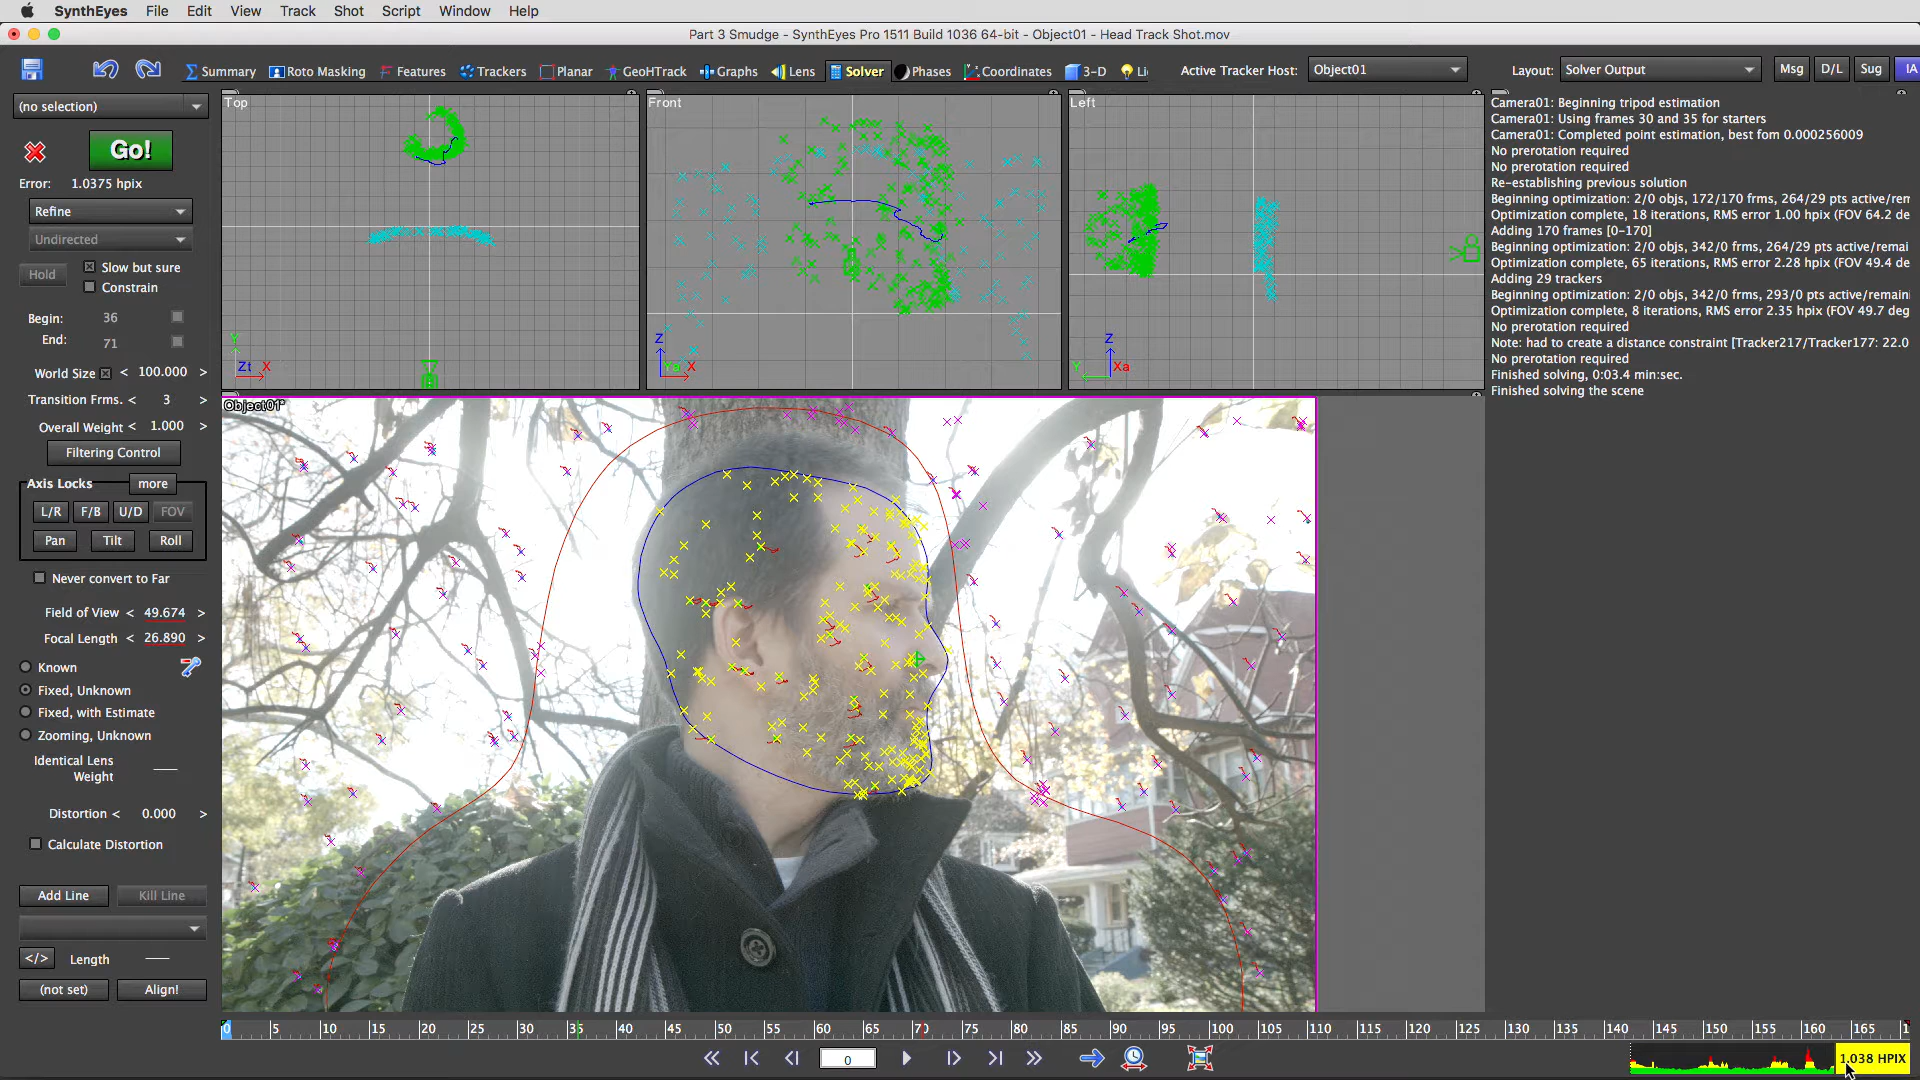 SynthEyes File Edit View Track Shot Script Window Help
Part 3 Smudge - SynthEyes Pro 1511 Build 1036 64-bit - Object01 - Head Track Shot.mov
Summary Roto Masking Features Trackers Planar GeoHTrack Graphs Lens Solver Phases Coordinates 3-D Li Active Tracker Host: Object01 Layout: Solver Output Msg D/L Sug IA
(no selection)
Go!
Error: 1.0375 hpix
Refine
Undirected
Hold
Slow but sure
Constrain
Begin: 36
End: 71
World Size < 100.000 >
Transition Frms. < 3 >
Overall Weight < 1.000 >
Filtering Control
Axis Locks more
L/R F/B U/D FOV
Pan Tilt Roll
Never convert to Far
Field of View < 49.674 >
Focal Length < 26.890 >
Known
Fixed, Unknown
Fixed, with Estimate
Zooming, Unknown
Identical Lens
Weight
Distortion < 0.000 >
Calculate Distortion
Add Line Kill Line
</> Length
(not set) Align!
Top
Y
Zt X
Front
Z
Ya X
Left
Z
Y Xa
Object01*
Camera01: Beginning tripod estimation
Camera01: Using frames 30 and 35 for starters
Camera01: Completed point estimation, best fom 0.000256009
No prerotation required
No prerotation required
Re-establishing previous solution
Beginning optimization: 2/0 objs, 172/170 frms, 264/29 pts active/rem
Optimization complete, 18 iterations, RMS error 1.00 hpix (FOV 64.2 de
Adding 170 frames [0-170]
Beginning optimization: 2/0 objs, 342/0 frms, 264/29 pts active/remai
Optimization complete, 65 iterations, RMS error 2.28 hpix (FOV 49.4 de
Adding 29 trackers
Beginning optimization: 2/0 objs, 342/0 frms, 293/0 pts active/remain
Optimization complete, 8 iterations, RMS error 2.35 hpix (FOV 49.7 deg
No prerotation required
Note: had to create a distance constraint [Tracker217/Tracker177: 22.0
No prerotation required
Finished solving, 0:03.4 min:sec.
Finished solving the scene
0 5 10 15 20 25 30 35 40 45 50 55 60 65 70 75 80 85 90 95 100 105 110 115 120 125 130 135 140 145 150 155 160 165
0
1.038 HPIX